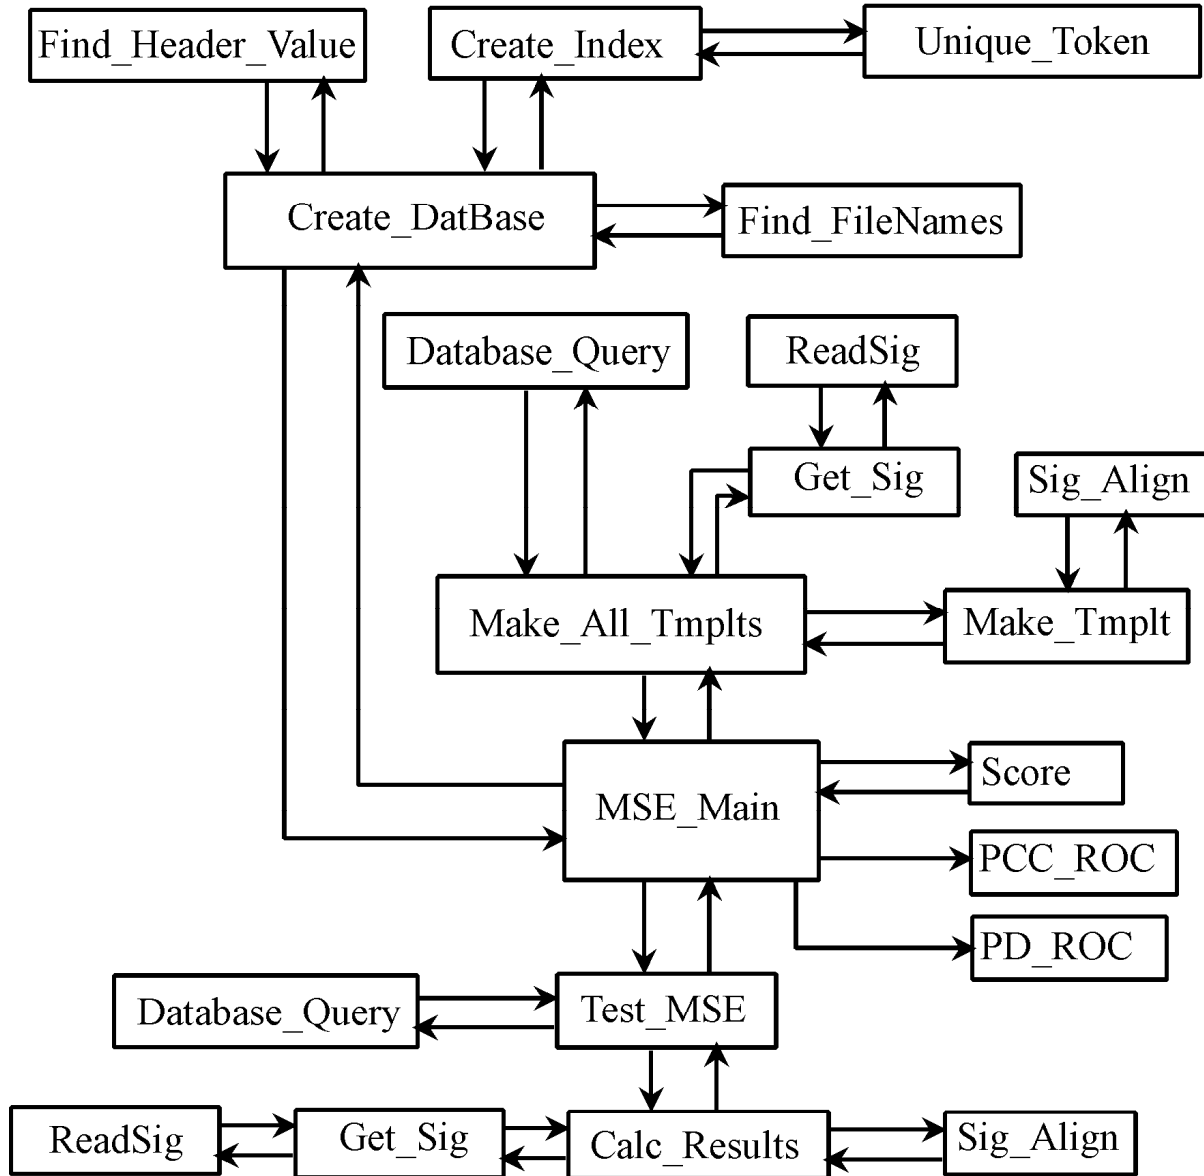 Find_Header_Value
Create_Index
Unique_Token
Create_DatBase
Find_FileNames
Database_Query
ReadSig
Get_Sig
Sig_Align
Make_All_Tmplts
Make_Tmplt
MSE_Main
Score
PCC_ROC
PD_ROC
Database_Query
Test_MSE
ReadSig
Get_Sig
Calc_Results
Sig_Align